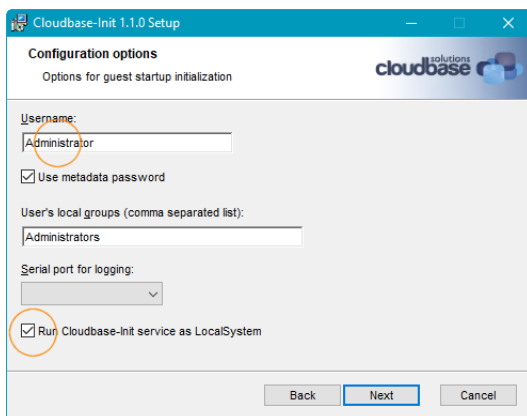 Cloudbase-Init 1.1.0 Setup
Configuration options
Options for guest startup initialization
cloudbase solutions
Username:
Administrator
Use metadata password
User's local groups (comma separated list):
Administrators
Serial port for logging:
Run Cloudbase-Init service as LocalSystem
Back Next Cancel